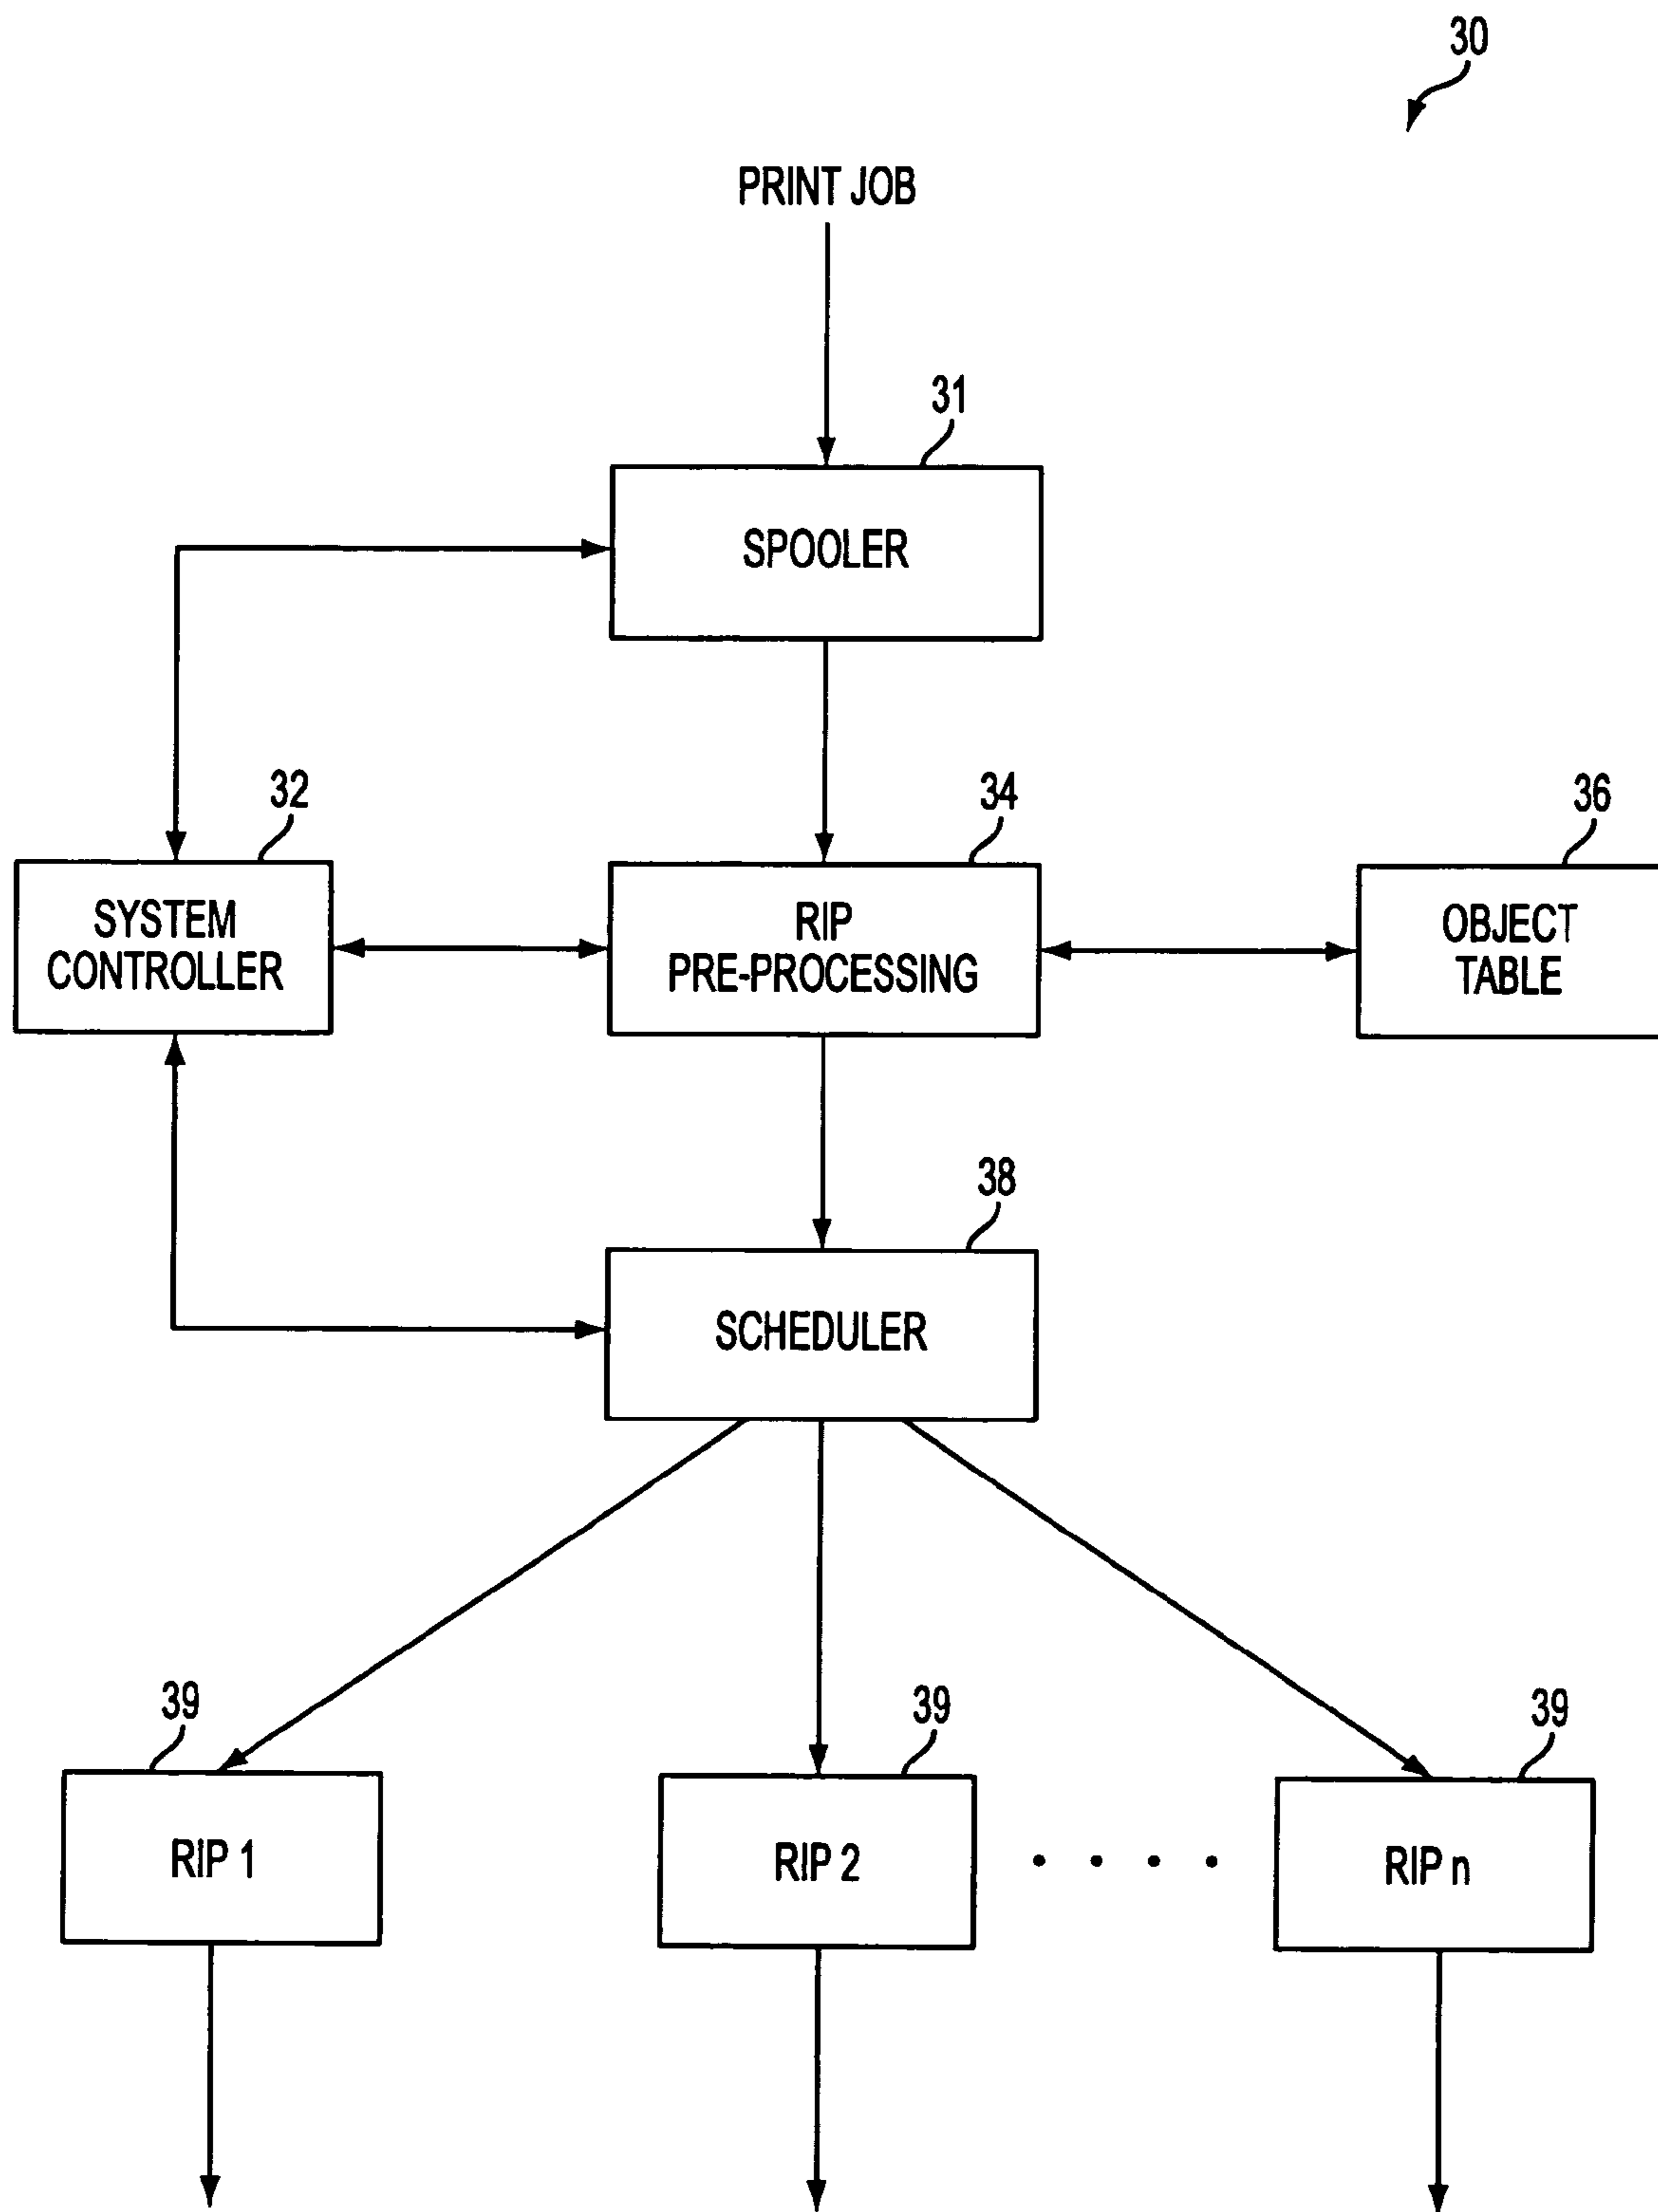 30
PRINT JOB
31
SPOOLER
32
34
36
SYSTEM
CONTROLLER
RIP
PRE-PROCESSING
OBJECT
TABLE
38
SCHEDULER
39
39
39
RIP 1
RIP 2
RIP n